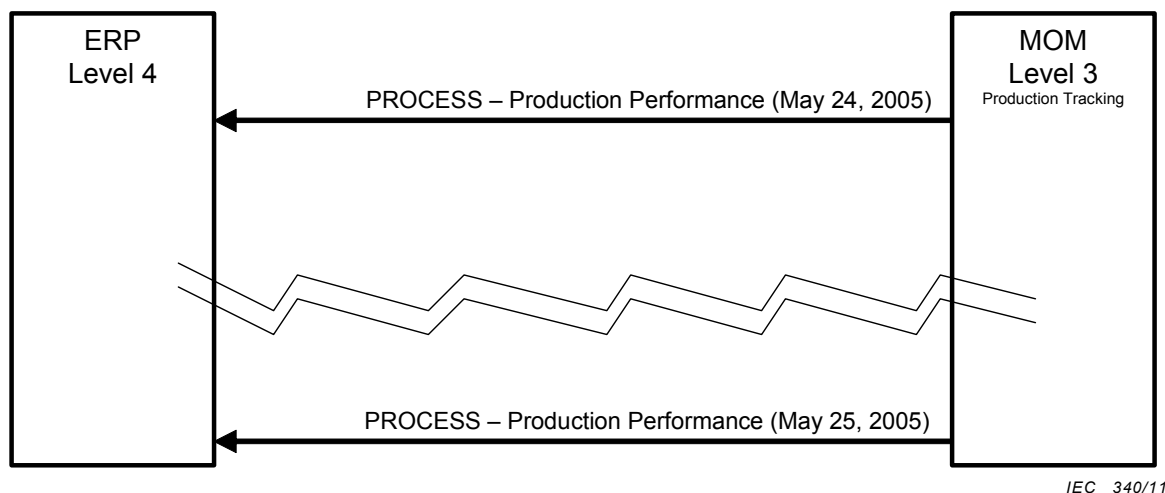 ERP
Level 4
MOM
Level 3
Production Tracking
PROCESS – Production Performance (May 24, 2005)
PROCESS – Production Performance (May 25, 2005)
IEC 340/11